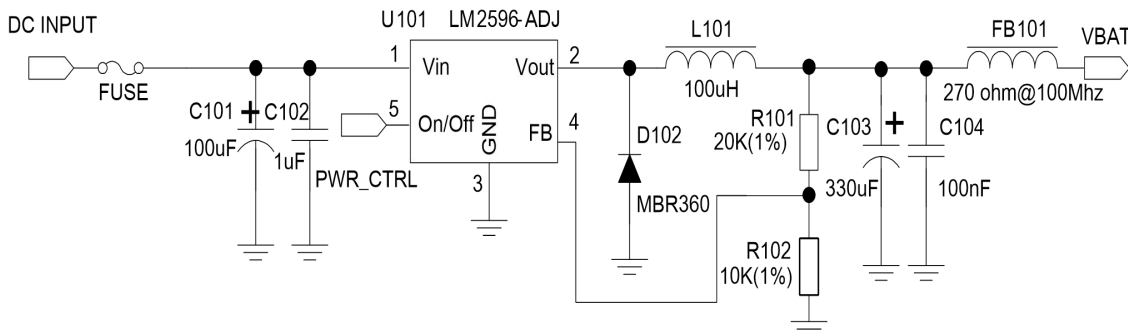 DC INPUT
FUSE
C101
+
100uF
C102
1uF
PWR_CTRL
U101 LM2596-ADJ
1
Vin
5
On/Off
GND
3
Vout
2
FB
4
D102
MBR360
L101
100uH
R101
20K(1%)
R102
10K(1%)
C103
+
330uF
C104
100nF
FB101
270 ohm@100Mhz
VBAT